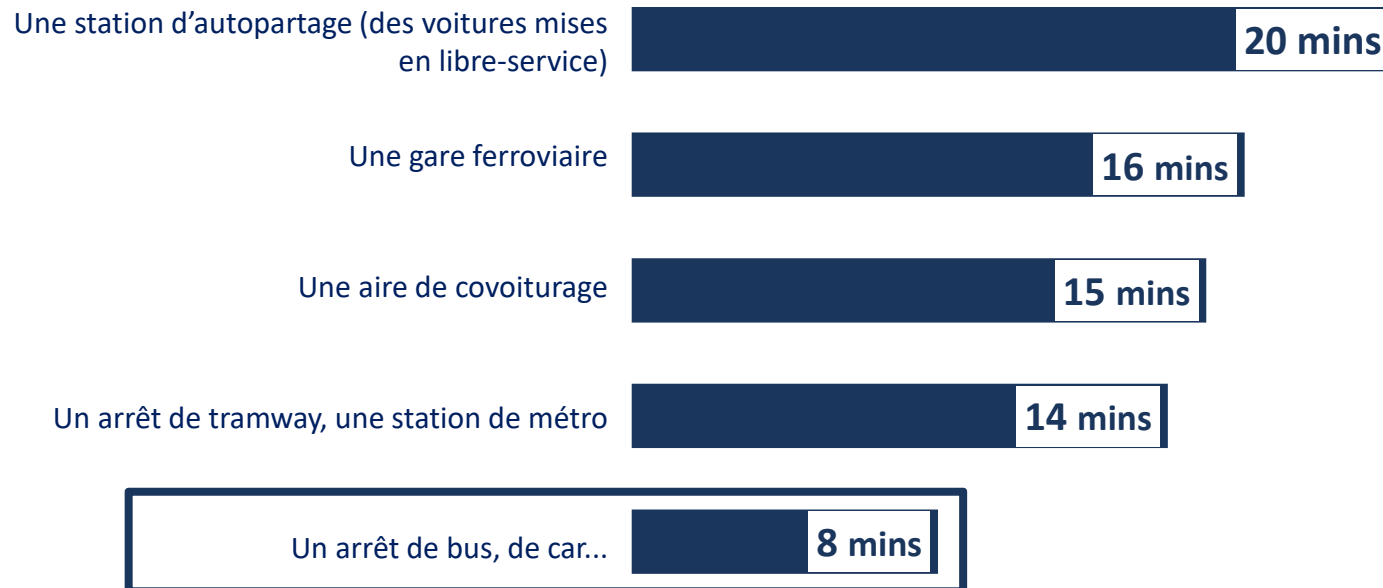 Une station d’autopartage (des voitures mises
en libre-service)
20 mins
Une gare ferroviaire
16 mins
Une aire de covoiturage
15 mins
Un arrêt de tramway, une station de métro
14 mins
Un arrêt de bus, de car...
8 mins